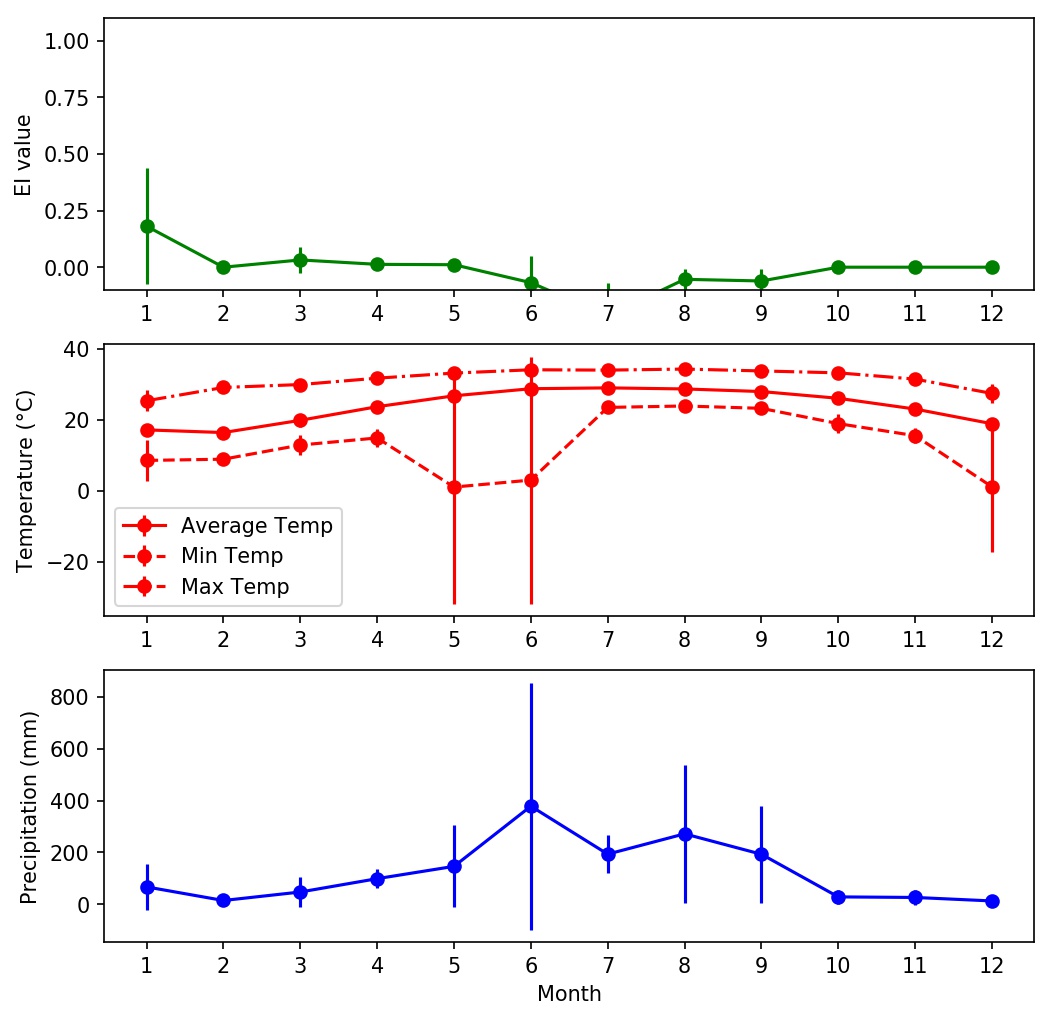 1.00
0.75
0.50
0.25
0.00
EI value
1 2 3 4 5 6 7 8 9 10 11 12
40
20
0
−20
Temperature (°C)
Average Temp
Min Temp
Max Temp
1 2 3 4 5 6 7 8 9 10 11 12
800
600
400
200
0
Precipitation (mm)
1 2 3 4 5 6 7 8 9 10 11 12
Month